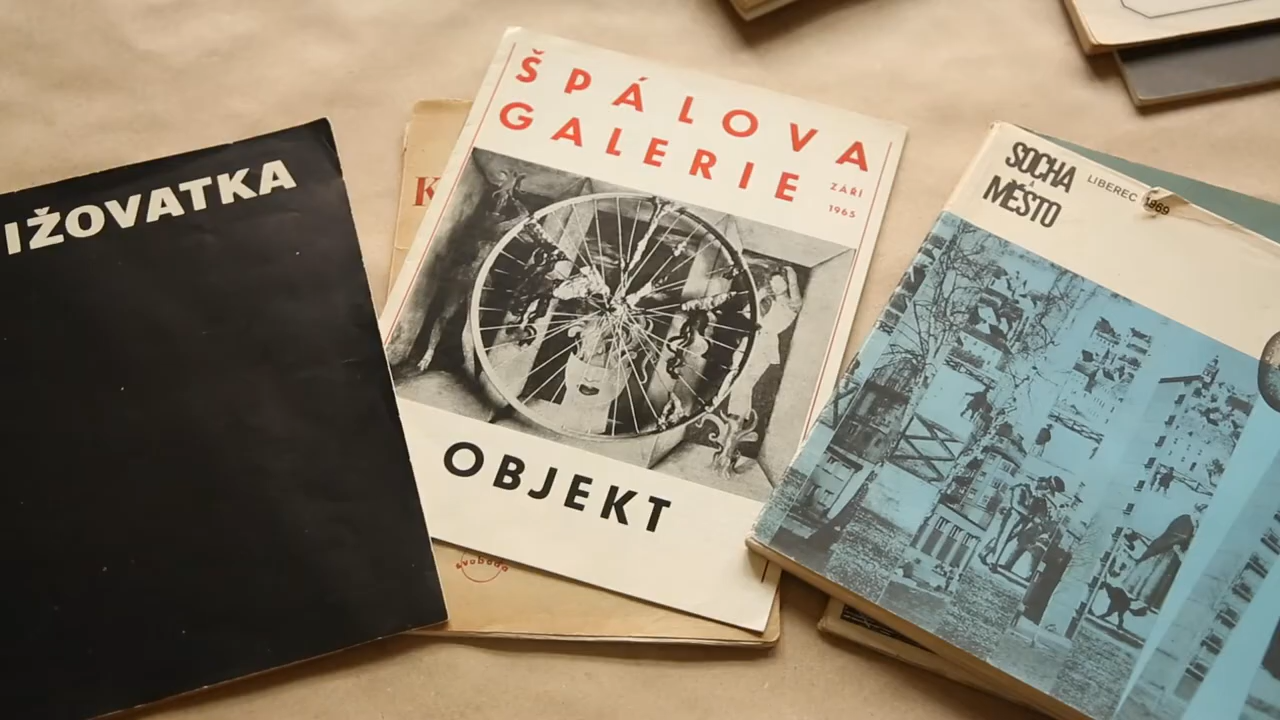 IŽOVATKA
K
ŠPÁLOVA
GALERIE
ZÁŘÍ
1965
OBJEKT
svoboda
SOCHA
A
MĚSTO
LIBEREC 1969